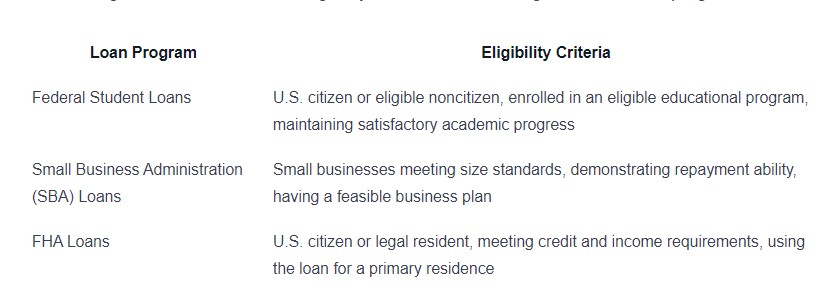 Loan Program Eligibility Criteria
Federal Student Loans U.S. citizen or eligible noncitizen, enrolled in an eligible educational program,
maintaining satisfactory academic progress
Small Business Administration Small businesses meeting size standards, demonstrating repayment ability,
(SBA) Loans having a feasible business plan
FHA Loans U.S. citizen or legal resident, meeting credit and income requirements, using
the loan for a primary residence